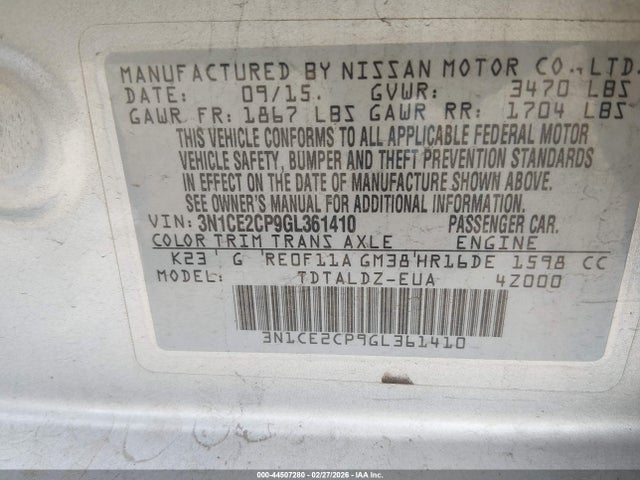 MANUFACTURED BY NISSAN MOTOR CO., LTD.
DATE: 09/15. GVWR: 3470 LBS
GAWR FR: 1867 LBS GAWR RR: 1704 LBS
THIS VEHICLE CONFORMS TO ALL APPLICABLE FEDERAL MOTOR
VEHICLE SAFETY, BUMPER AND THEFT PREVENTION STANDARDS
IN EFFECT ON THE DATE OF MANUFACTURE SHOWN ABOVE.
SEE OWNER'S MANUAL FOR ADDITIONAL INFORMATION.
VIN: 3N1CE2CP9GL361410 PASSENGER CAR.
COLOR TRIM TRANS AXLE ENGINE
K23 G RE0F11A GM38 HR16DE 1598 CC
MODEL: TDTALDZ-EUA 4Z000
3N1CE2CP9GL361410
000-44507280 - 02/27/2026 - IAA, Inc.